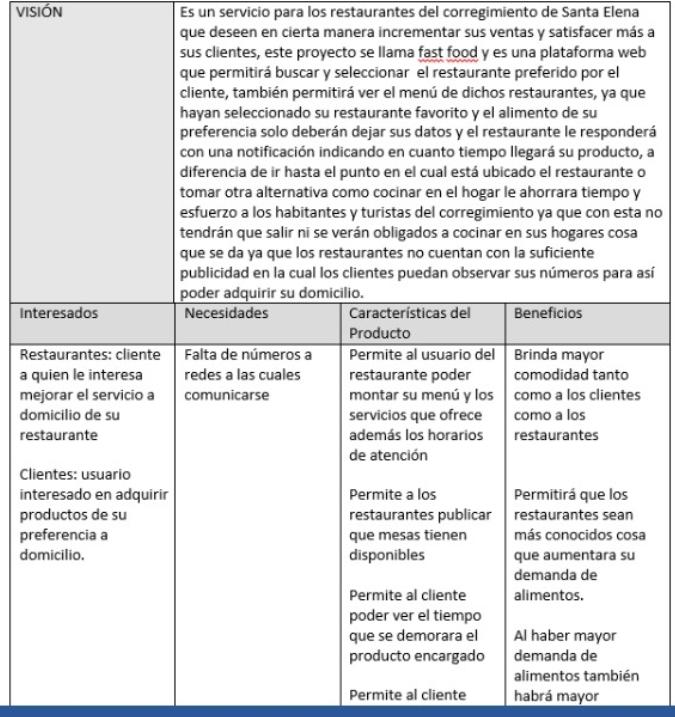 VISIÓN
Es un servicio para los restaurantes del corregimiento de Santa Elena
que deseen en cierta manera incrementar sus ventas y satisfacer más a
sus clientes, este proyecto se llama fast food y es una plataforma web
que permitirá buscar y seleccionar el restaurante preferido por el
cliente, también permitirá ver el menú de dichos restaurantes, ya que
hayan seleccionado su restaurante favorito y el alimento de su
preferencia solo deberán dejar sus datos y el restaurante le responderá
con una notificación indicando en cuanto tiempo llegará su producto, a
diferencia de ir hasta el punto en el cual está ubicado el restaurante o
tomar otra alternativa como cocinar en el hogar le ahorrara tiempo y
esfuerzo a los habitantes y turistas del corregimiento ya que con esta no
tendrán que salir ni se verán obligados a cocinar en sus hogares cosa
que se da ya que los restaurantes no cuentan con la suficiente
publicidad en la cual los clientes puedan observar sus números para así
poder adquirir su domicilio.
Interesados
Necesidades
Características del
Producto
Beneficios
Restaurantes: cliente
a quien le interesa
mejorar el servicio a
domicilio de su
restaurante
Clientes: usuario
interesado en adquirir
productos de su
preferencia a
domicilio.
Falta de números a
redes a las cuales
comunicarse
Permite al usuario del
restaurante poder
montar su menú y los
servicios que ofrece
además los horarios
de atención
Permite a los
restaurantes publicar
que mesas tienen
disponibles
Permite al cliente
poder ver el tiempo
que se demorara el
producto encargado
Permite al cliente
Brinda mayor
comodidad tanto
como a los clientes
como a los
restaurantes
Permitirá que los
restaurantes sean
más conocidos cosa
que aumentara su
demanda de
alimentos.
Al haber mayor
demanda de
alimentos también
habrá mayor